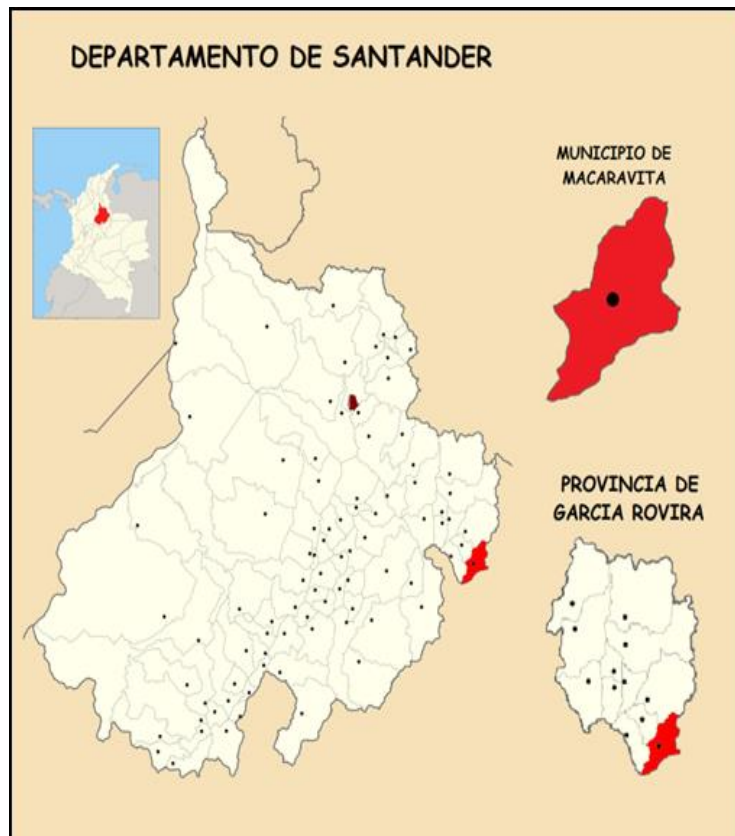 DEPARTAMENTO DE SANTANDER
MUNICIPIO DE
MACARAVITA
PROVINCIA DE
GARCIA ROVIRA